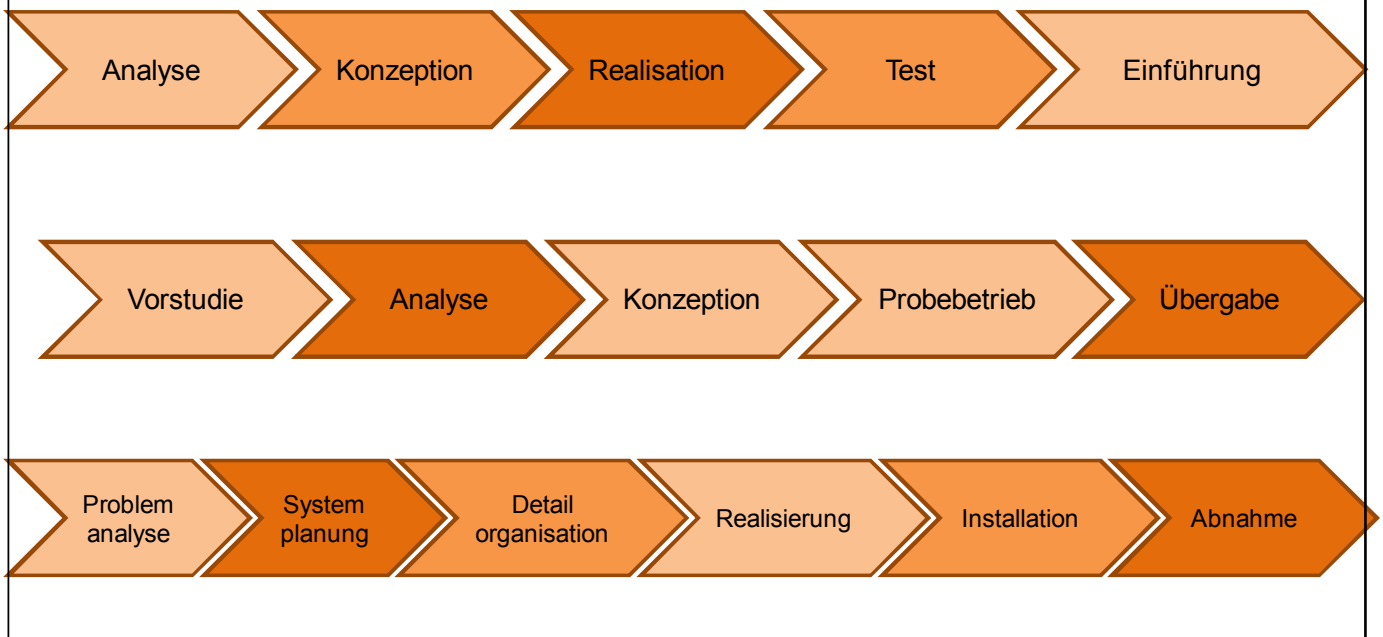 Analyse
Konzeption
Realisation
Test
Einführung
Vorstudie
Analyse
Konzeption
Probebetrieb
Übergabe
Problem
analyse
System
planung
Detail
organisation
Realisierung
Installation
Abnahme